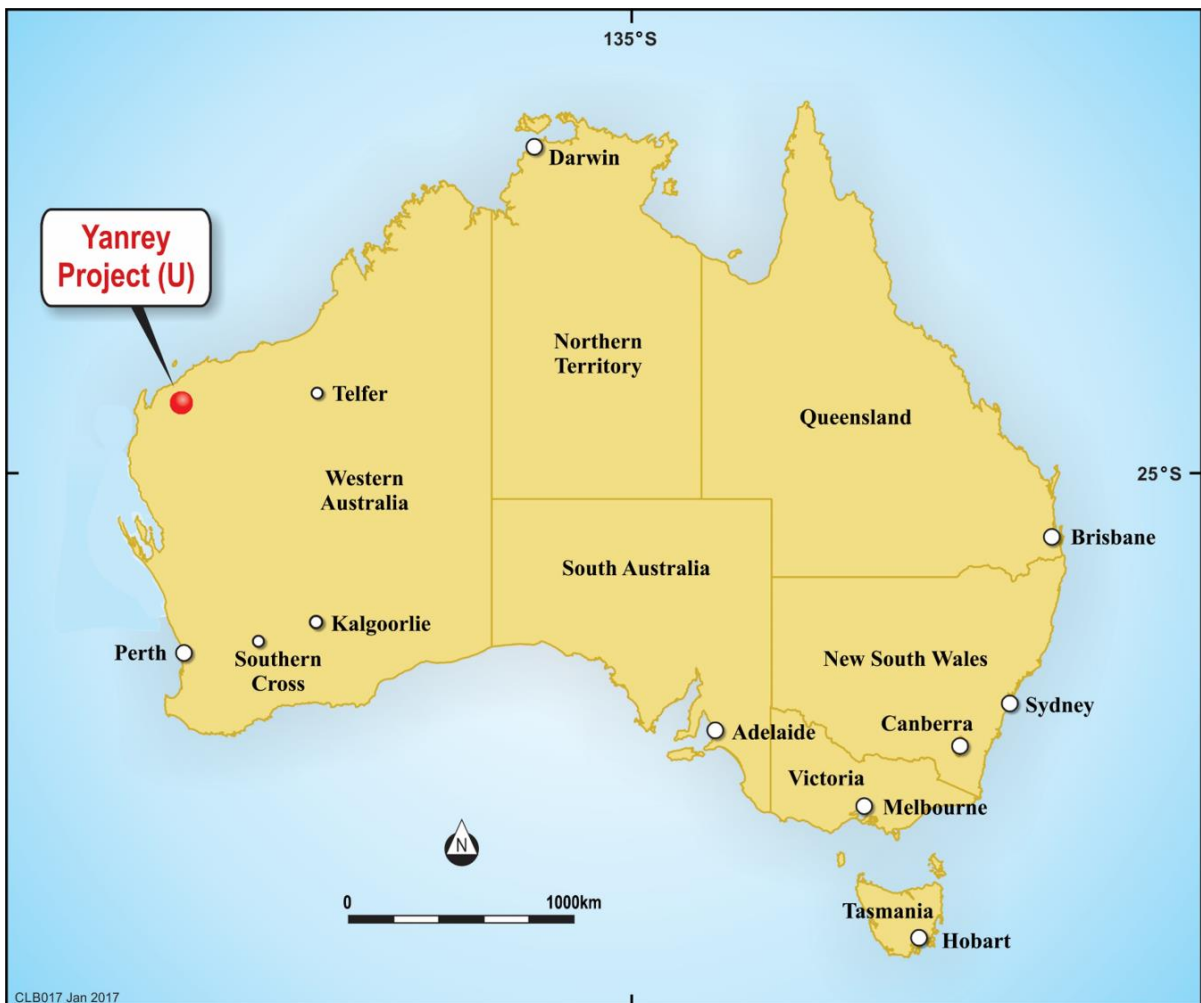 135°S
Darwin
Yanrey
Project (U)
Northern
Territory
Telfer
Queensland
Western
Australia
25°S
Brisbane
South Australia
Kalgoorlie
Perth
Southern
Cross
New South Wales
Sydney
Canberra
Adelaide
Victoria
Melbourne
N
0 1000km
Tasmania
Hobart
CLB017 Jan 2017